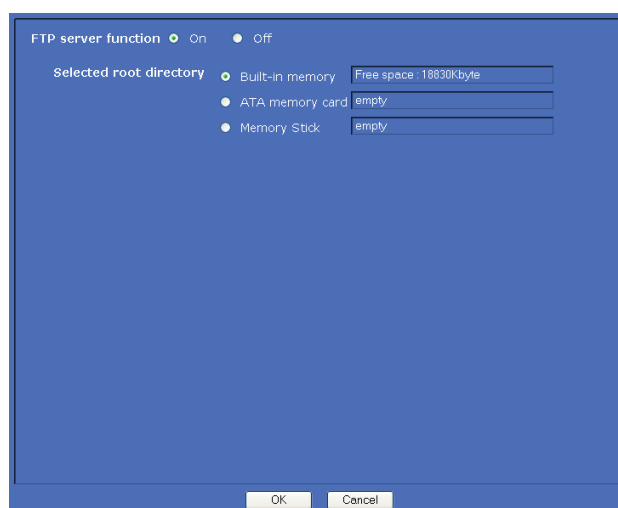 FTP server function On Off
Selected root directory Built-in memory Free space : 18830Kbyte
ATA memory card empty
Memory Stick empty
OK Cancel